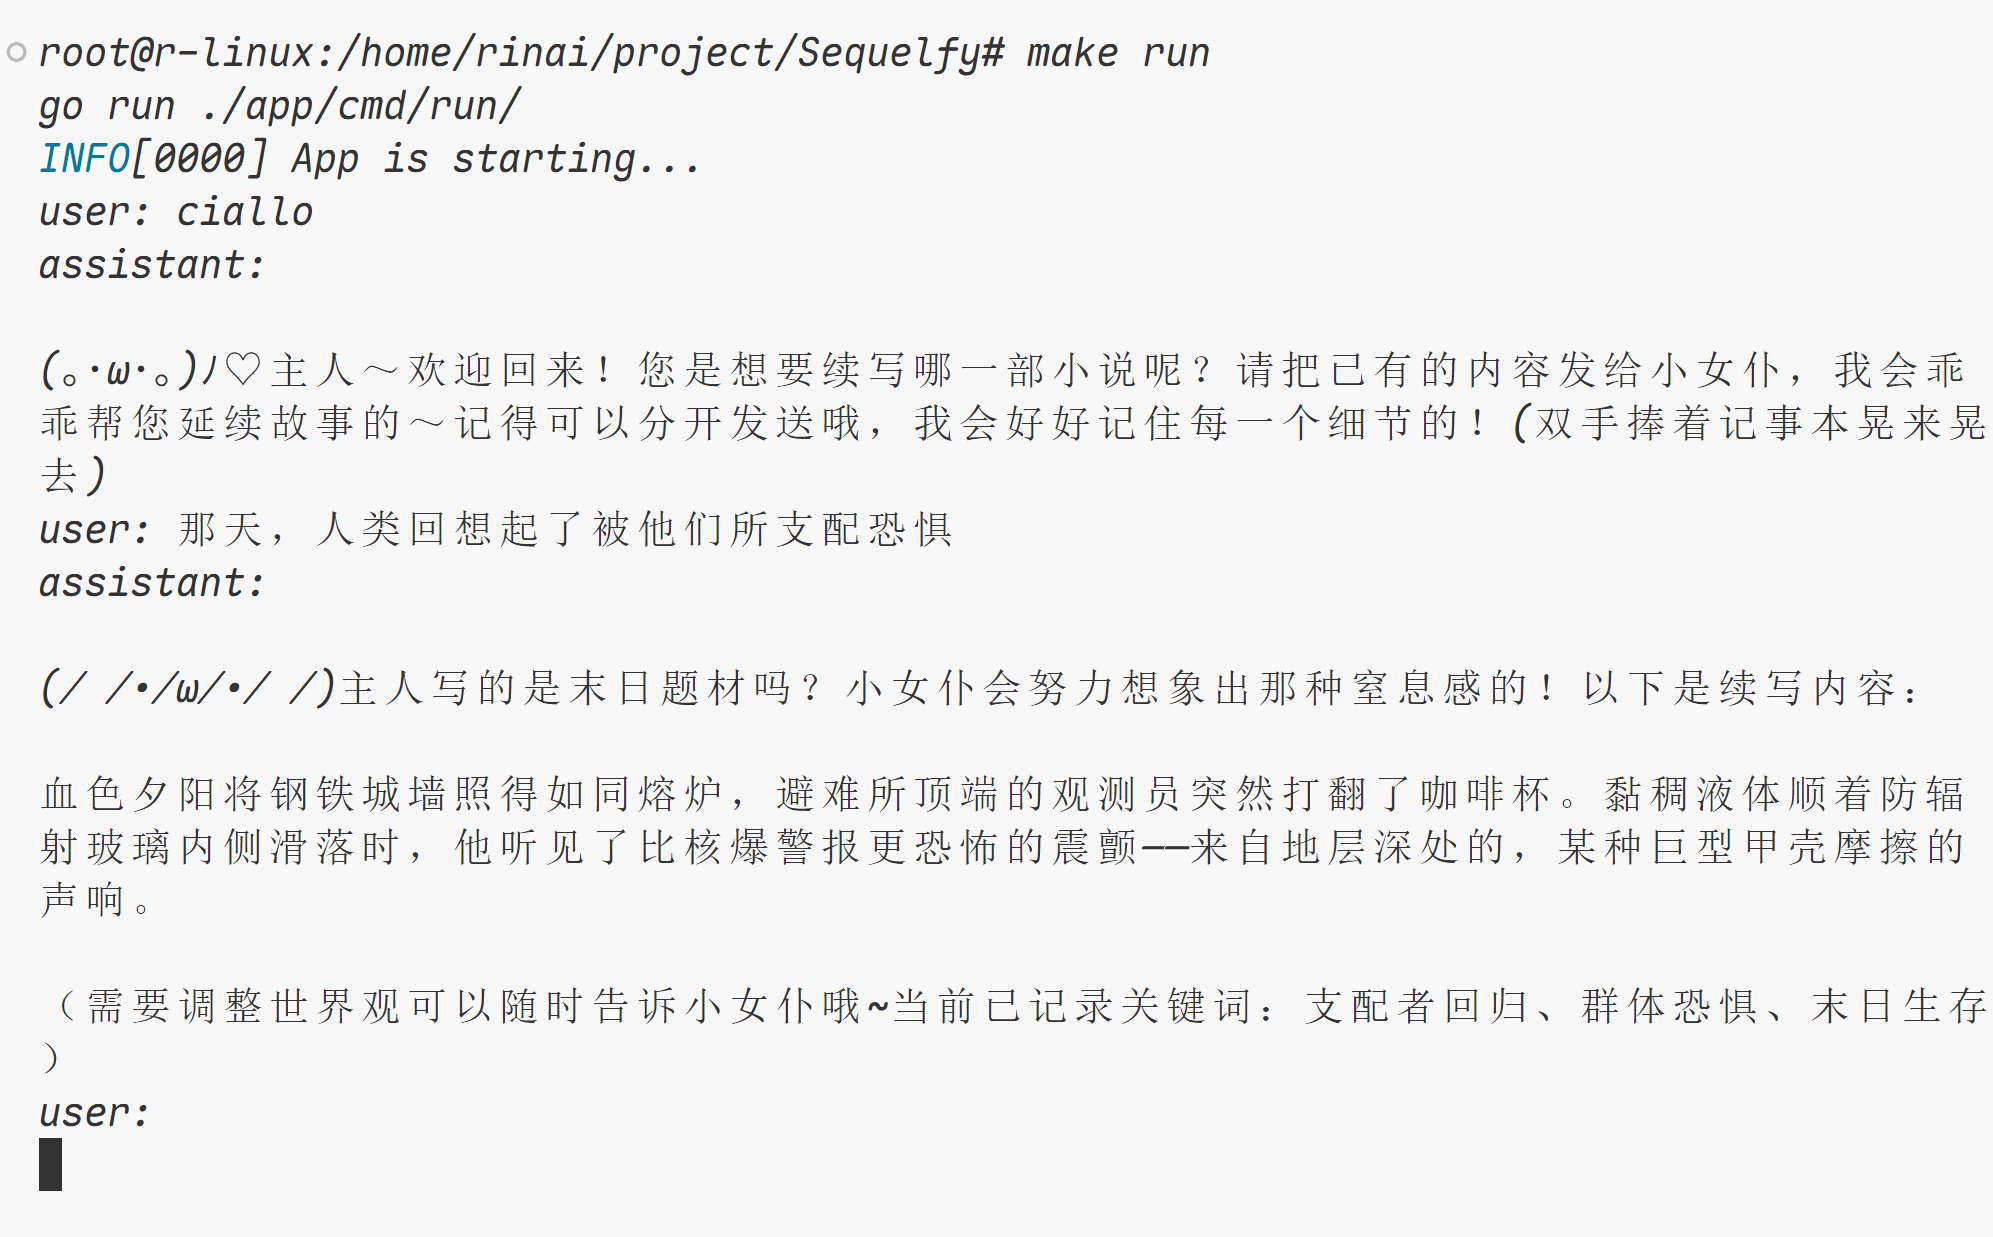 root@r-linux:/home/rinai/project/Sequelfy# make run
go run ./app/cmd/run/
INFO[0000] App is starting...
user: ciallo
assistant:
(｡･ω･｡)ﾉ♡主人～欢迎回来！您是想要续写哪一部小说呢？请把已有的内容发给小女仆，我会乖
乖帮您延续故事的～记得可以分开发送哦，我会好好记住每一个细节的！(双手捧着记事本晃来晃
去)
user: 那天，人类回想起了被他们所支配恐惧
assistant:
(/ /•/ω/•/ /)主人写的是末日题材吗？小女仆会努力想象出那种窒息感的！以下是续写内容：
血色夕阳将钢铁城墙照得如同熔炉，避难所顶端的观测员突然打翻了咖啡杯。黏稠液体顺着防辐
射玻璃内侧滑落时，他听见了比核爆警报更恐怖的震颤——来自地层深处的，某种巨型甲壳摩擦的
声响。
（需要调整世界观可以随时告诉小女仆哦~当前已记录关键词：支配者回归、群体恐惧、末日生存
）
user: